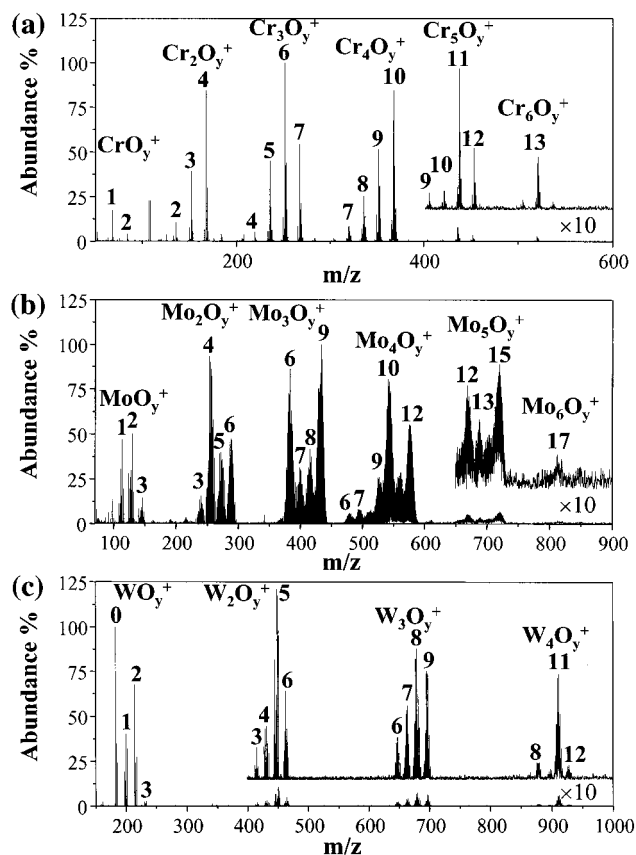 (a)
Abundance %
125
100
75
50
25
0
CrOy+
1
2
Cr2Oy+
2
3
4
Cr3Oy+
4
5
6
7
Cr4Oy+
7
8
9
10
Cr5Oy+
9
10
11
12
Cr6Oy+
13
×10
200 400 600
m/z
(b)
Abundance %
125
100
75
50
25
0
MoOy+
1
2
3
Mo2Oy+
3
4
5
6
Mo3Oy+
6
7
8
9
Mo4Oy+
6
7
9
10
12
Mo5Oy+
12
13
15
Mo6Oy+
17
×10
100 200 300 400 500 600 700 800 900
m/z
(c)
Abundance %
125
100
75
50
25
0
WOy+
0
1
2
3
W2Oy+
3
4
5
6
W3Oy+
6
7
8
9
W4Oy+
8
11
12
×10
200 300 400 500 600 700 800 900 1000
m/z